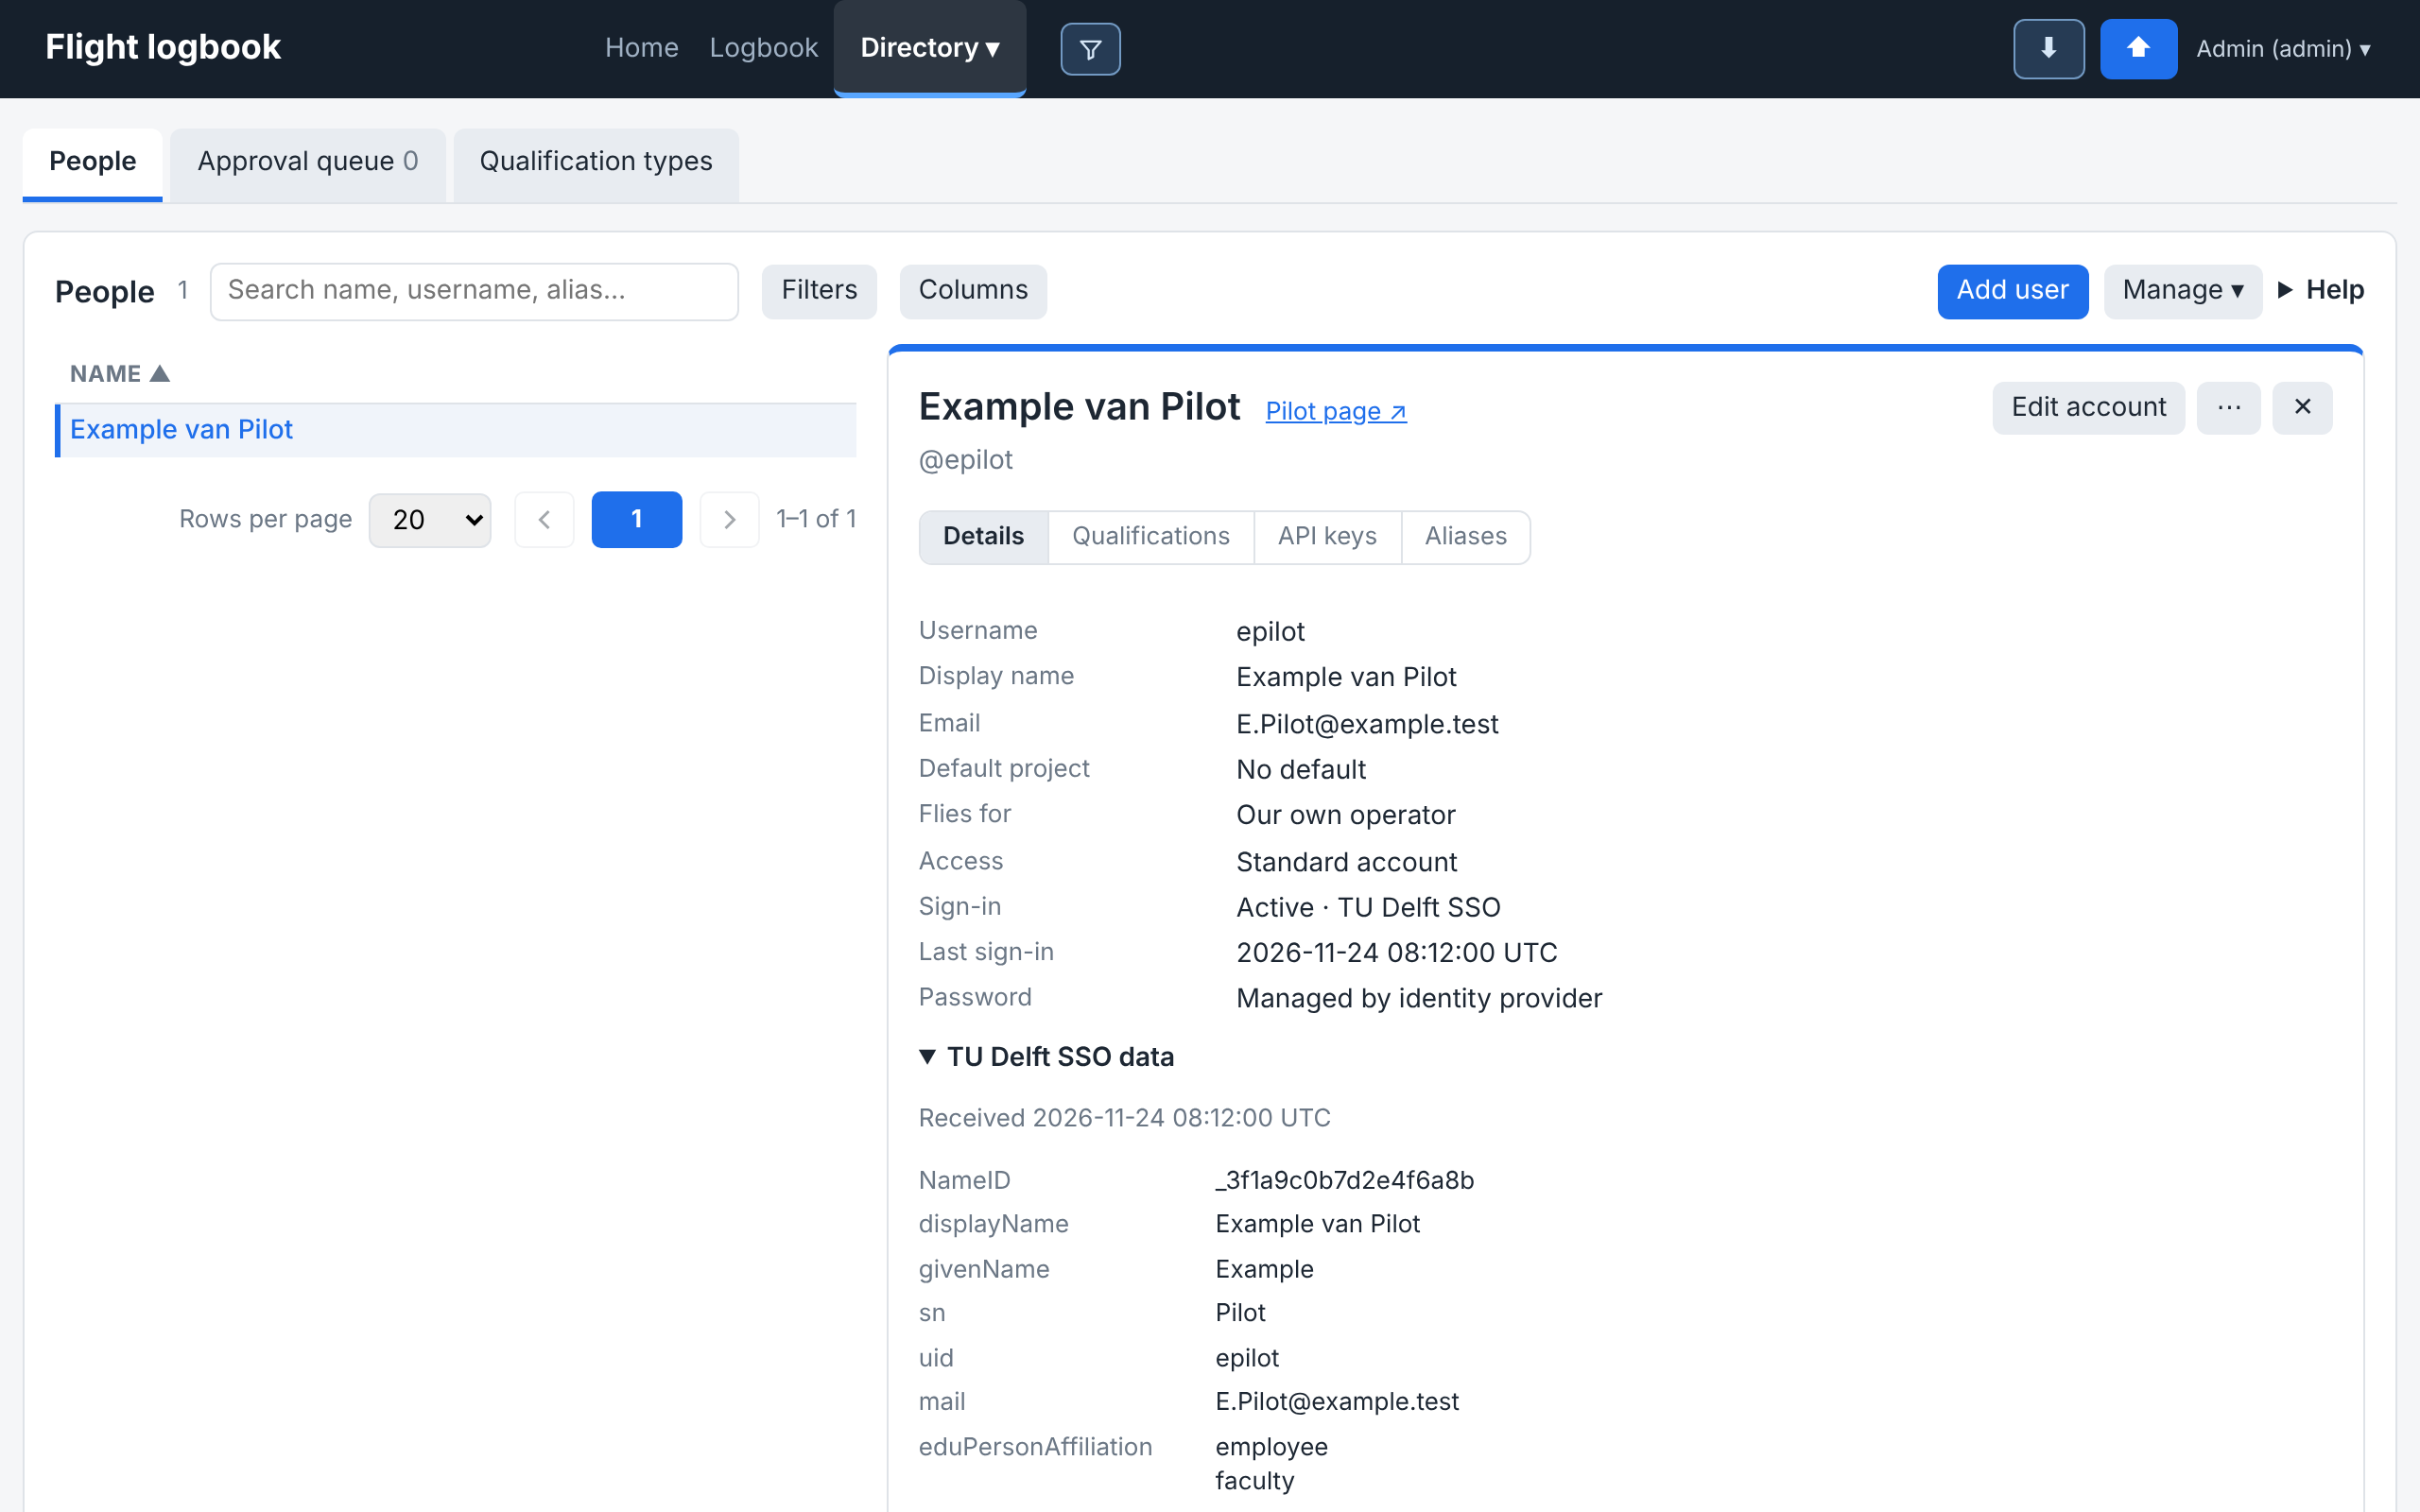 Flight logbook
Home Logbook Directory ▾
Admin (admin) ▾
People Approval queue 0 Qualification types
People 1 Search name, username, alias... Filters Columns Add user Manage ▾ ▶ Help
NAME ▲
Example van Pilot
Rows per page 20 1 1–1 of 1
Example van Pilot Pilot page ↗ Edit account ⋯ ✕
@epilot
Details Qualifications API keys Aliases
Username epilot
Display name Example van Pilot
Email E.Pilot@example.test
Default project No default
Flies for Our own operator
Access Standard account
Sign-in Active · TU Delft SSO
Last sign-in 2026-11-24 08:12:00 UTC
Password Managed by identity provider
▼ TU Delft SSO data
Received 2026-11-24 08:12:00 UTC
NameID _3f1a9c0b7d2e4f6a8b
displayName Example van Pilot
givenName Example
sn Pilot
uid epilot
mail E.Pilot@example.test
eduPersonAffiliation employee
faculty